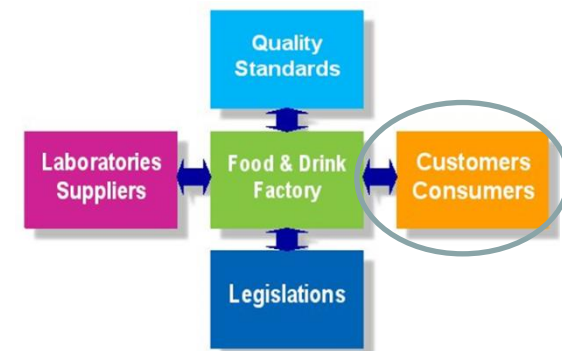 Quality
Standards
Laboratories
Suppliers
Food & Drink
Factory
Customers
Consumers
Legislations